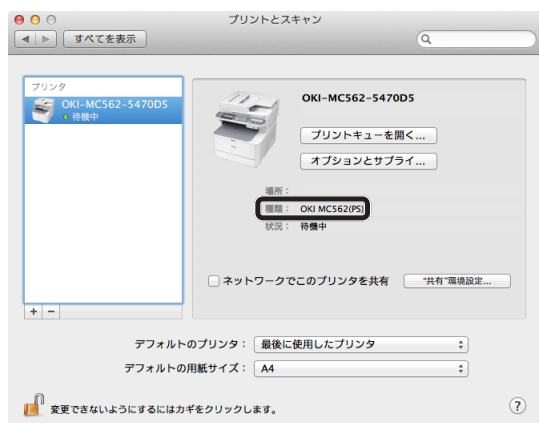 プリントとスキャン
すべてを表示
プリンタ
OKI-MC562-5470D5
待機中
OKI-MC562-5470D5
プリントキューを開く...
オプションとサプライ...
場所：
種類： OKI MC562(PS)
状況： 待機中
ネットワークでこのプリンタを共有 "共有"環境設定...
+ −
デフォルトのプリンタ： 最後に使用したプリンタ
デフォルトの用紙サイズ： A4
変更できないようにするにはカギをクリックします。 ?